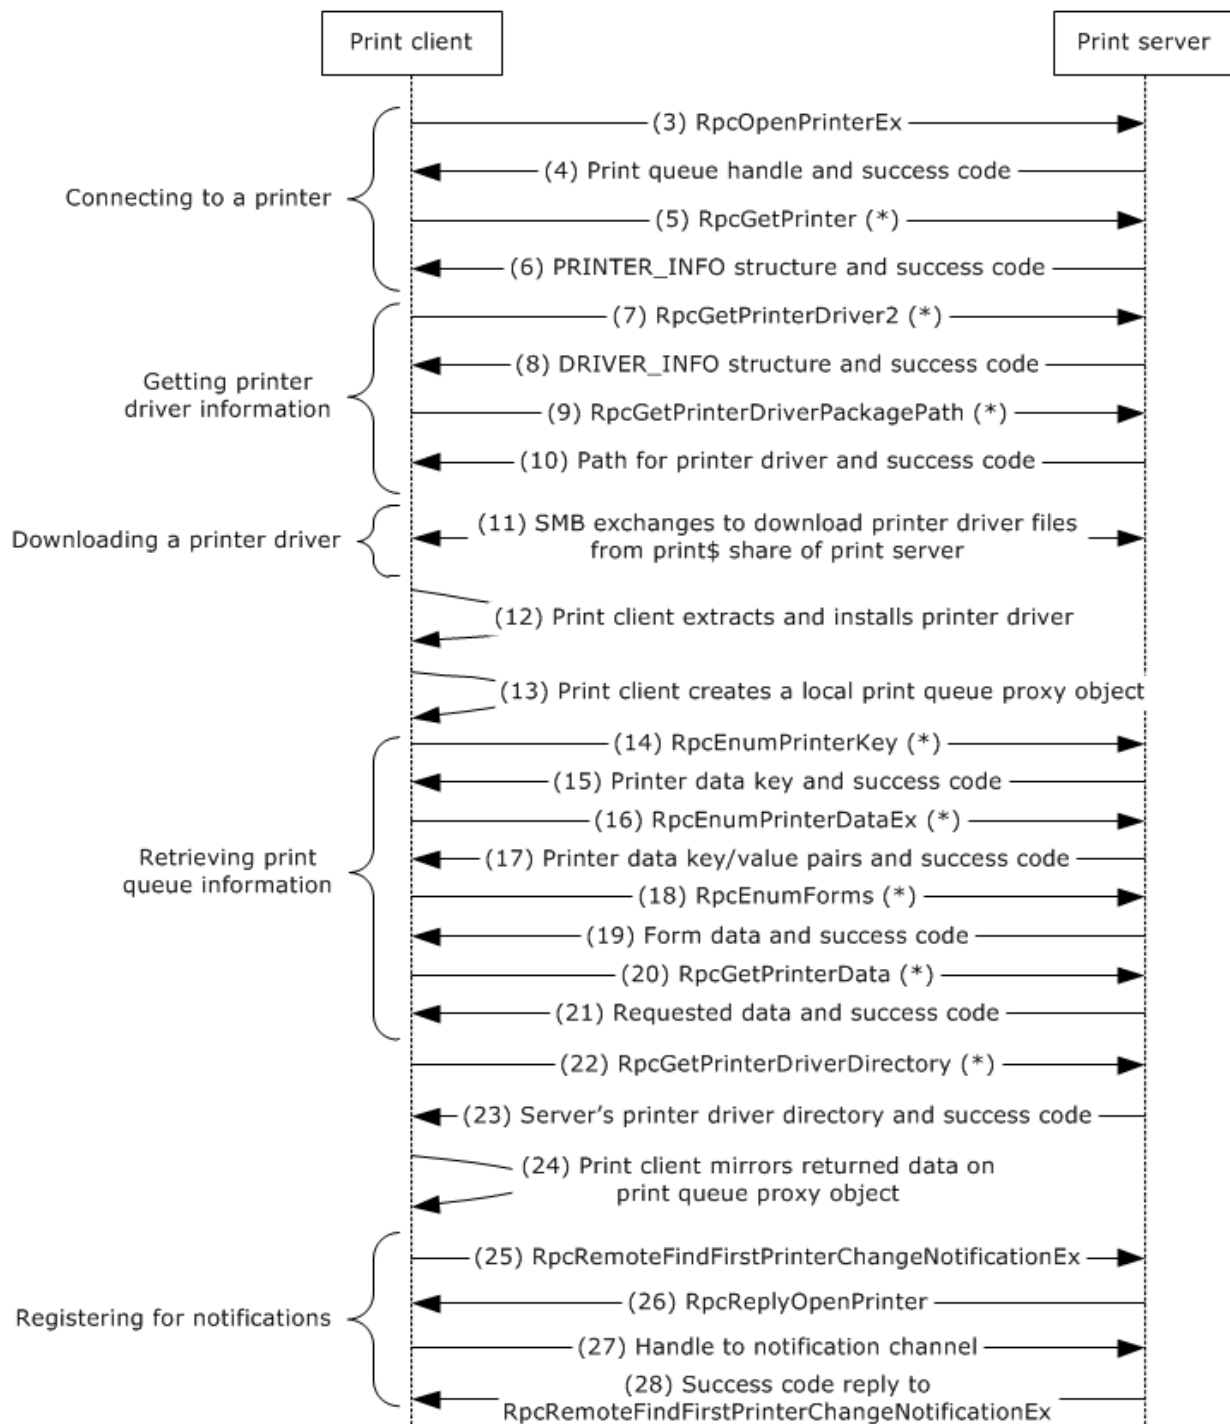 Print client
Print server
(3) RpcOpenPrinterEx
(4) Print queue handle and success code
Connecting to a printer
(5) RpcGetPrinter (*)
(6) PRINTER_INFO structure and success code
(7) RpcGetPrinterDriver2 (*)
(8) DRIVER_INFO structure and success code
Getting printer
driver information
(9) RpcGetPrinterDriverPackagePath (*)
(10) Path for printer driver and success code
Downloading a printer driver
(11) SMB exchanges to download printer driver files
from print$ share of print server
(12) Print client extracts and installs printer driver
(13) Print client creates a local print queue proxy object
(14) RpcEnumPrinterKey (*)
(15) Printer data key and success code
(16) RpcEnumPrinterDataEx (*)
Retrieving print
queue information
(17) Printer data key/value pairs and success code
(18) RpcEnumForms (*)
(19) Form data and success code
(20) RpcGetPrinterData (*)
(21) Requested data and success code
(22) RpcGetPrinterDriverDirectory (*)
(23) Server’s printer driver directory and success code
(24) Print client mirrors returned data on
print queue proxy object
(25) RpcRemoteFindFirstPrinterChangeNotificationEx
(26) RpcReplyOpenPrinter
Registering for notifications
(27) Handle to notification channel
(28) Success code reply to
RpcRemoteFindFirstPrinterChangeNotificationEx